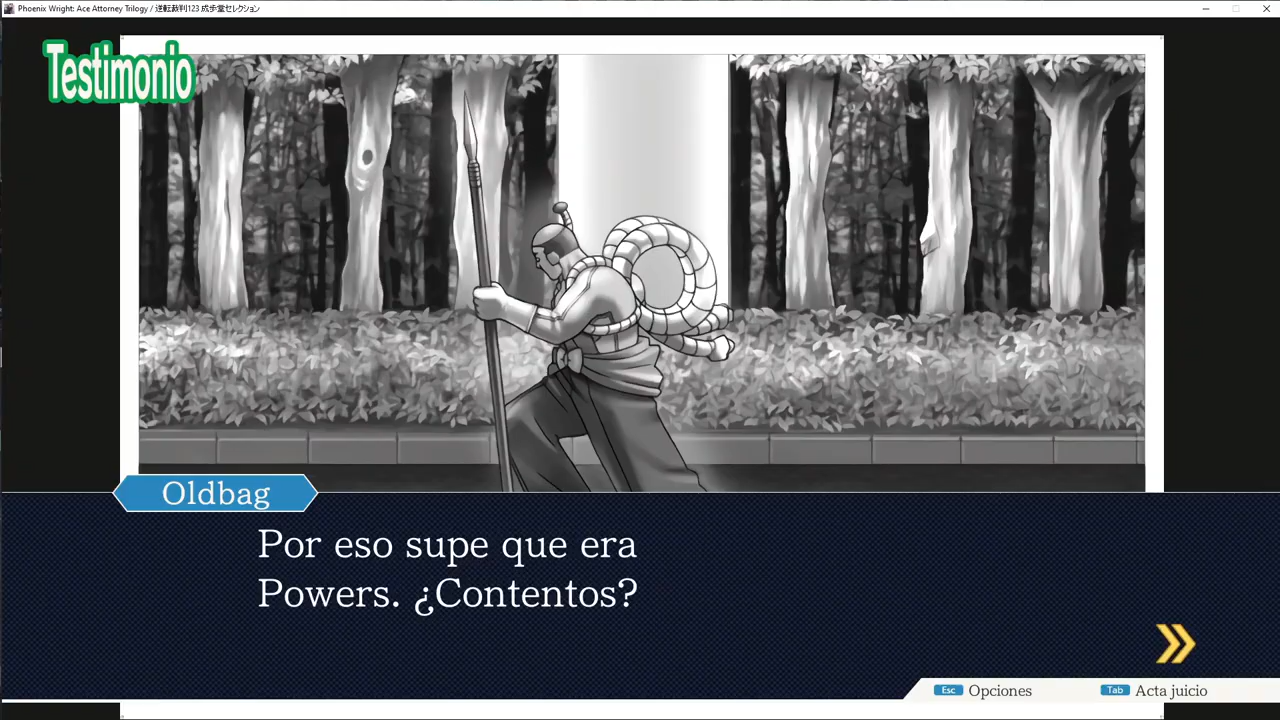 Phoenix Wright: Ace Attorney Trilogy / 逆転裁判123 成歩堂セレクション
Testimonio
Oldbag
Por eso supe que era
Powers. ¿Contentos?
Esc Opciones
Tab Acta juicio